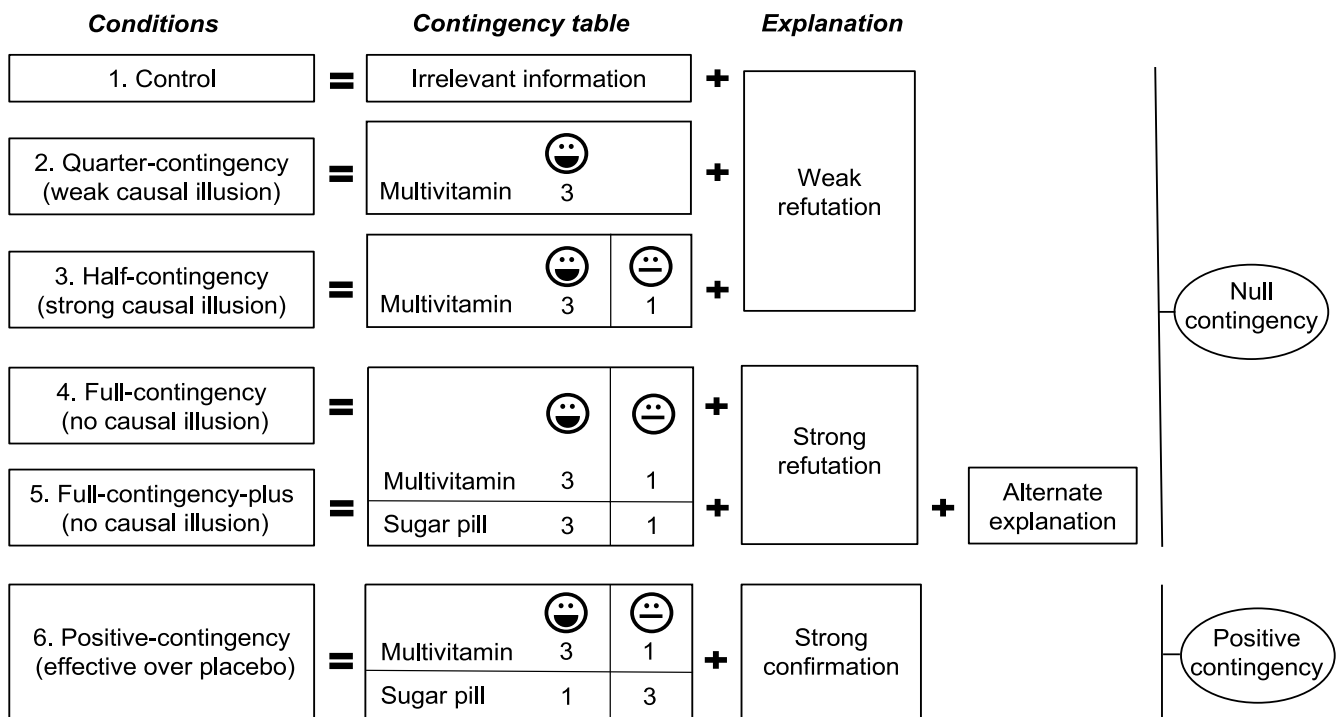 Conditions Contingency table Explanation
1. Control = Irrelevant information +
2. Quarter-contingency
(weak causal illusion)
=
Multivitamin 3
+
Weak
refutation
3. Half-contingency
(strong causal illusion)
=
Multivitamin 3 1
+
Null
contingency
4. Full-contingency
(no causal illusion)
=
+
5. Full-contingency-plus
(no causal illusion)
=
Multivitamin 3 1
Sugar pill 3 1
+
Strong
refutation
+
Alternate
explanation
6. Positive-contingency
(effective over placebo)
=
Multivitamin 3 1
Sugar pill 1 3
+
Strong
confirmation
Positive
contingency